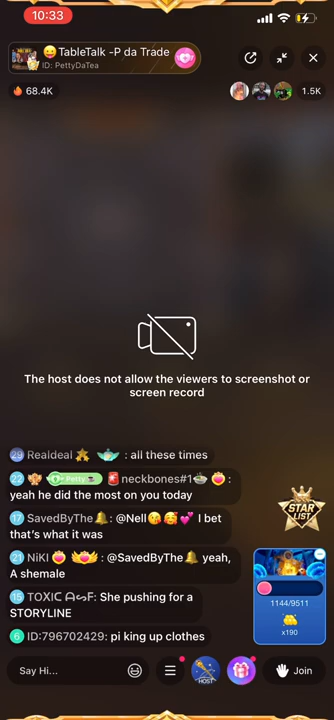 10:33
😛TableTalk -P da Trade
ID: PettyDaTea
🔥 68.4K
1.5K
The host does not allow the viewers to screenshot or
screen record
29 Realdeal : all these times
22 Petty☕ 🚨neckbones#1🍲 :
yeah he did the most on you today
17 SavedByThe🔔: @Nell😘🥰💕 I bet
that's what it was
21 NiKI : @SavedByThe🔔 yeah,
A shemale
15 TOXIC ᗩᔕF: She pushing for a
STORYLINE
6 ID:796702429: pi king up clothes
STAR
LIST
1144/9511
x190
Say Hi...
HOST
Join